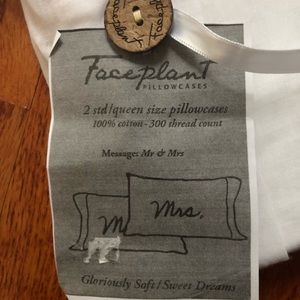 Faceplant
PILLOWCASES
2 std/queen size pillowcases
100% cotton-300 thread count
Message: Mr & Mrs
Mrs.
Gloriously Soft/Sweet Dreams